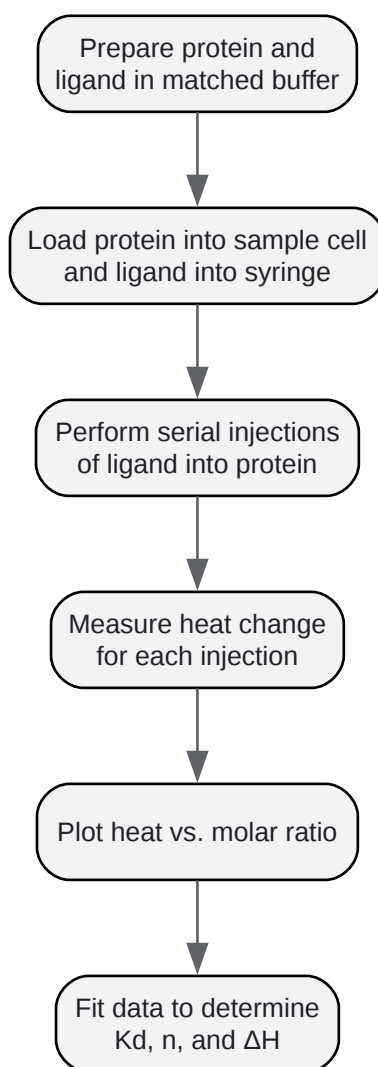 Prepare protein and
ligand in matched buffer
Load protein into sample cell
and ligand into syringe
Perform serial injections
of ligand into protein
Measure heat change
for each injection
Plot heat vs. molar ratio
Fit data to determine
Kd, n, and ΔH